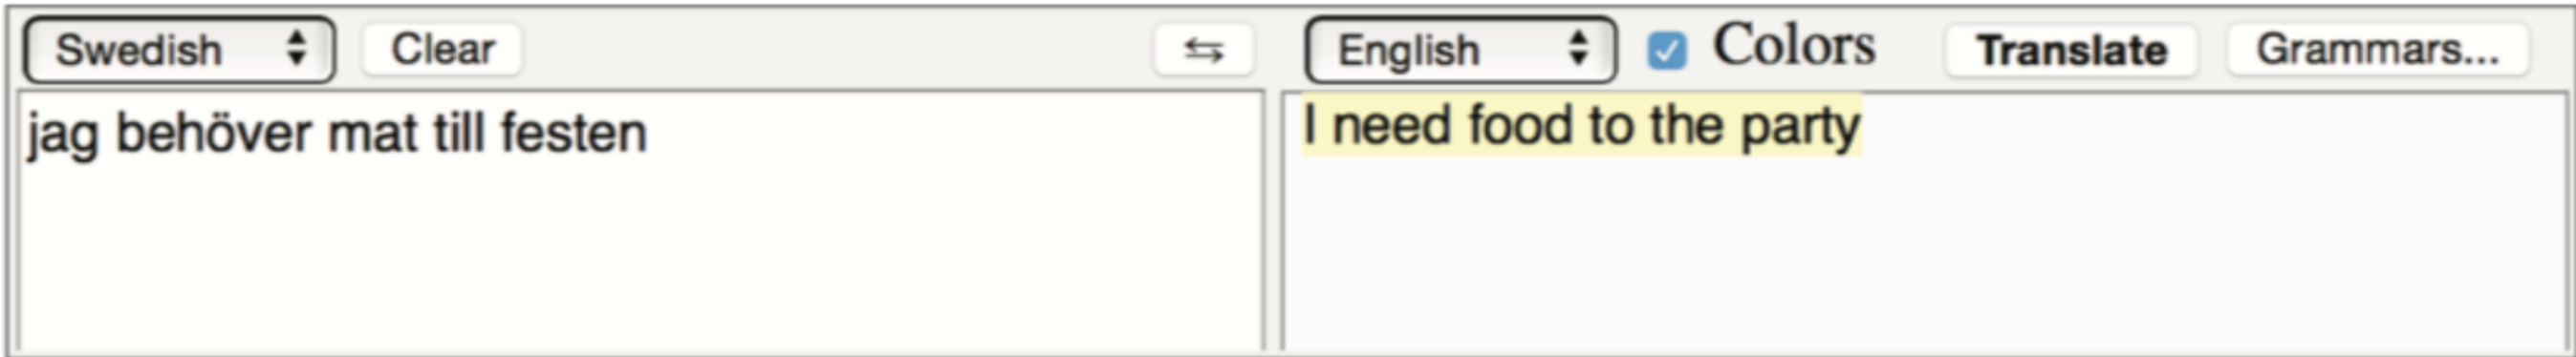 Swedish Clear ⇆ English Colors Translate Grammars...
jag behöver mat till festen
I need food to the party